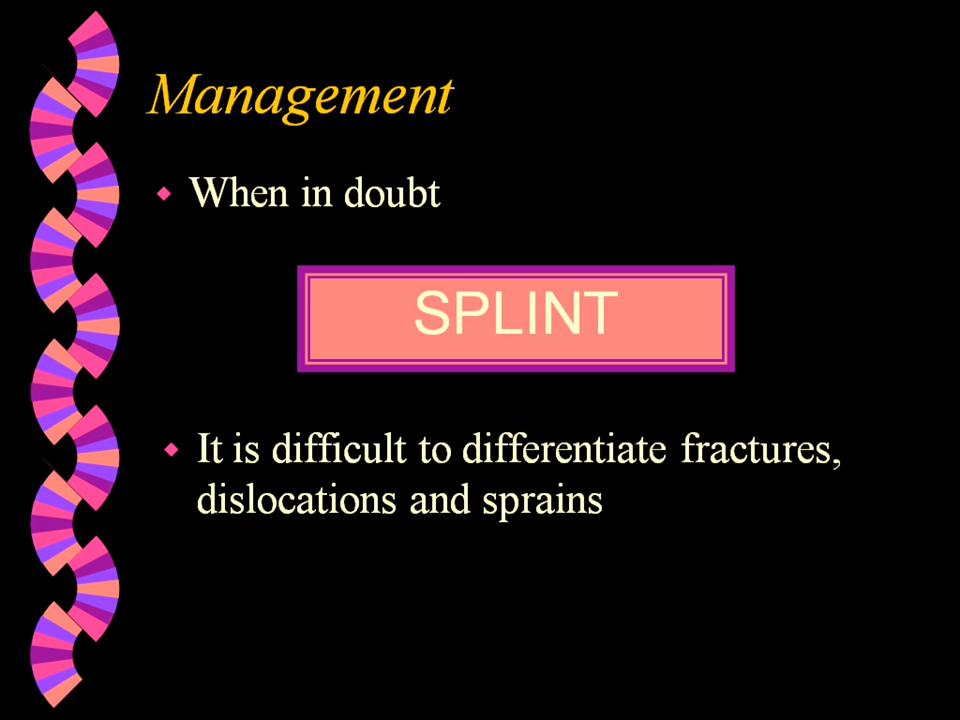 Management
When in doubt
SPLINT
It is difficult to differentiate fractures,
dislocations and sprains